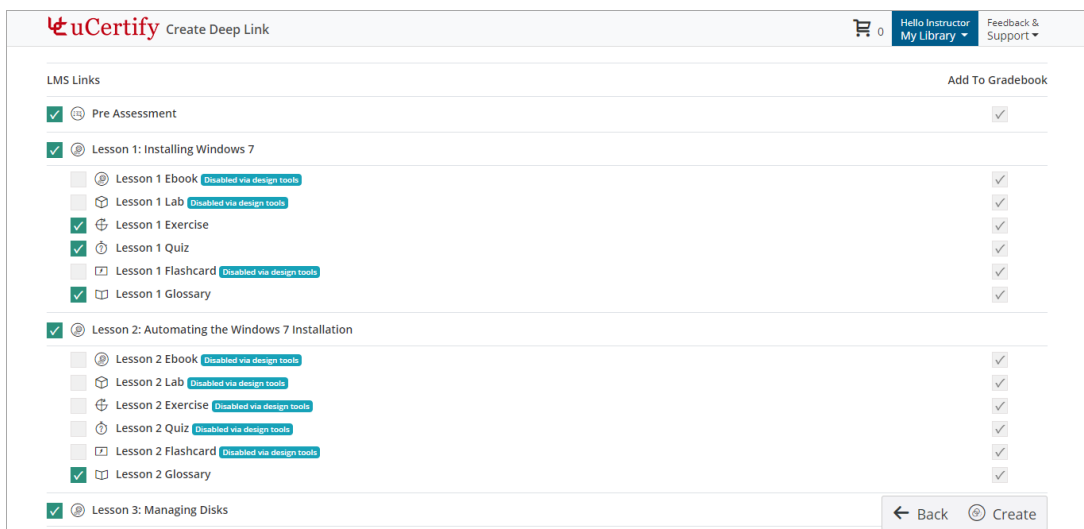 uCertify Create Deep Link
0
Hello Instructor
My Library
Feedback &
Support
LMS Links
Add To Gradebook
Pre Assessment
Lesson 1: Installing Windows 7
Lesson 1 Ebook Disabled via design tools
Lesson 1 Lab Disabled via design tools
Lesson 1 Exercise
Lesson 1 Quiz
Lesson 1 Flashcard Disabled via design tools
Lesson 1 Glossary
Lesson 2: Automating the Windows 7 Installation
Lesson 2 Ebook Disabled via design tools
Lesson 2 Lab Disabled via design tools
Lesson 2 Exercise Disabled via design tools
Lesson 2 Quiz Disabled via design tools
Lesson 2 Flashcard Disabled via design tools
Lesson 2 Glossary
Lesson 3: Managing Disks
Back
Create